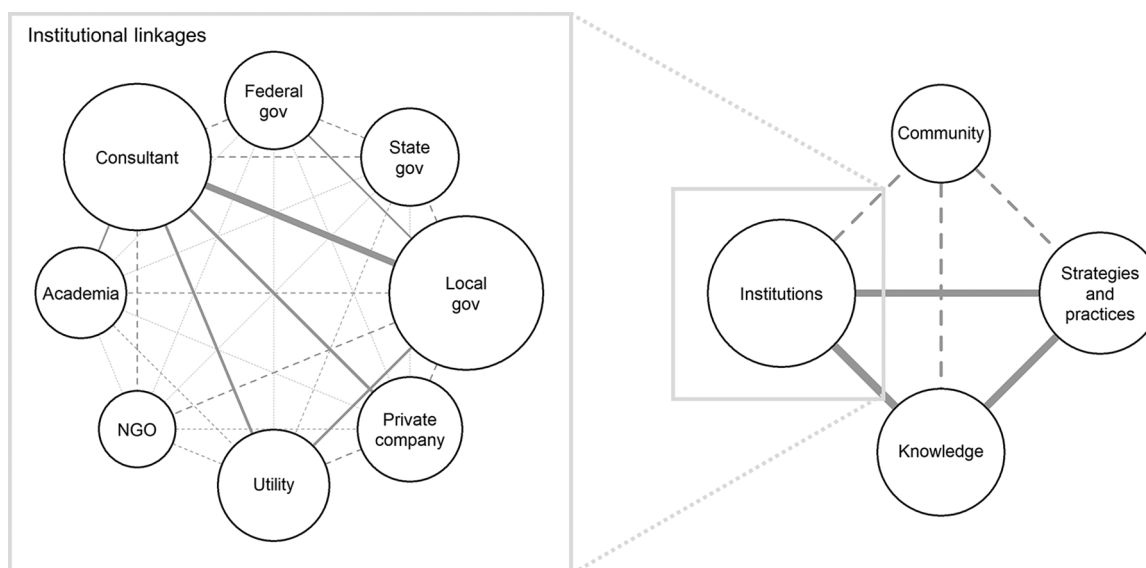 Institutional linkages
Federal
gov
Consultant
State
gov
Academia
Local
gov
NGO
Private
company
Utility
Community
Institutions
Strategies
and
practices
Knowledge